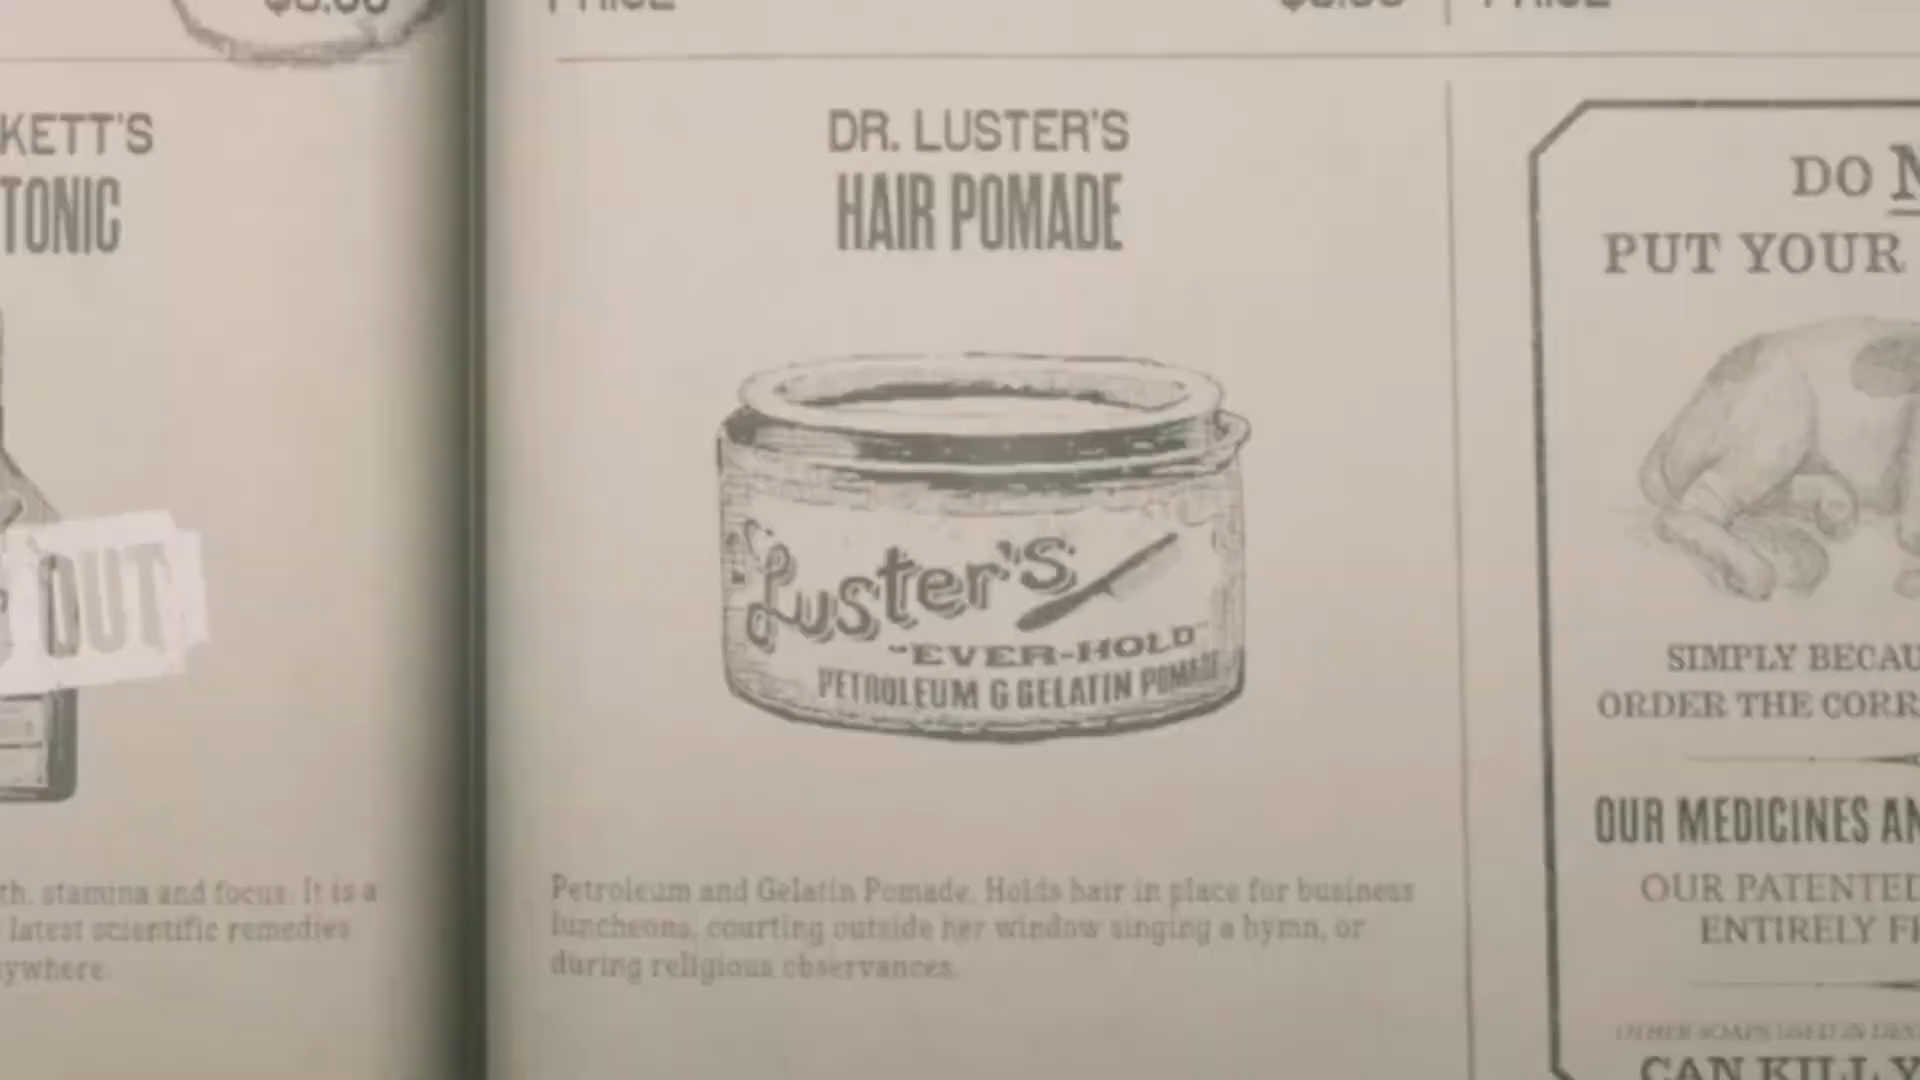 PRICE
KETT'S
TONIC
OUT
th, stamina and focus. It is a
latest scientific remedies
ywhere.
DR. LUSTER'S
HAIR POMADE
Luster's
"EVER-HOLD"
PETROLEUM & GELATIN POMADE
Petroleum and Gelatin Pomade. Holds hair in place for business
luncheons, courting outside her window singing a hymn, or
during religious observances.
PRICE
DO N
PUT YOUR
SIMPLY BECAU
ORDER THE CORR
OUR MEDICINES AN
OUR PATENTED
ENTIRELY F
CAN KILL Y